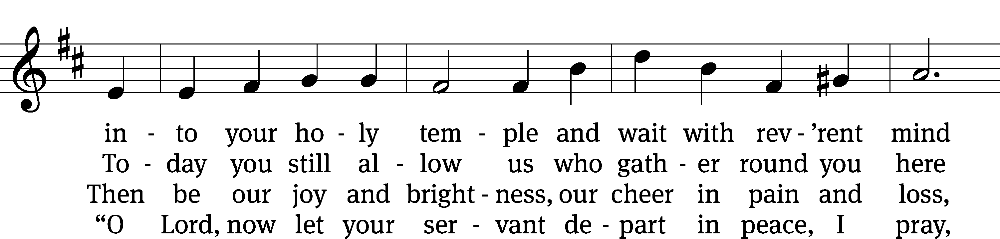 in - to your ho - ly tem - ple and wait with rev - ’rent mind
To - day you still al - low us who gath - er round you here
Then be our joy and bright - ness, our cheer in pain and loss,
“O Lord, now let your ser - vant de - part in peace, I pray,